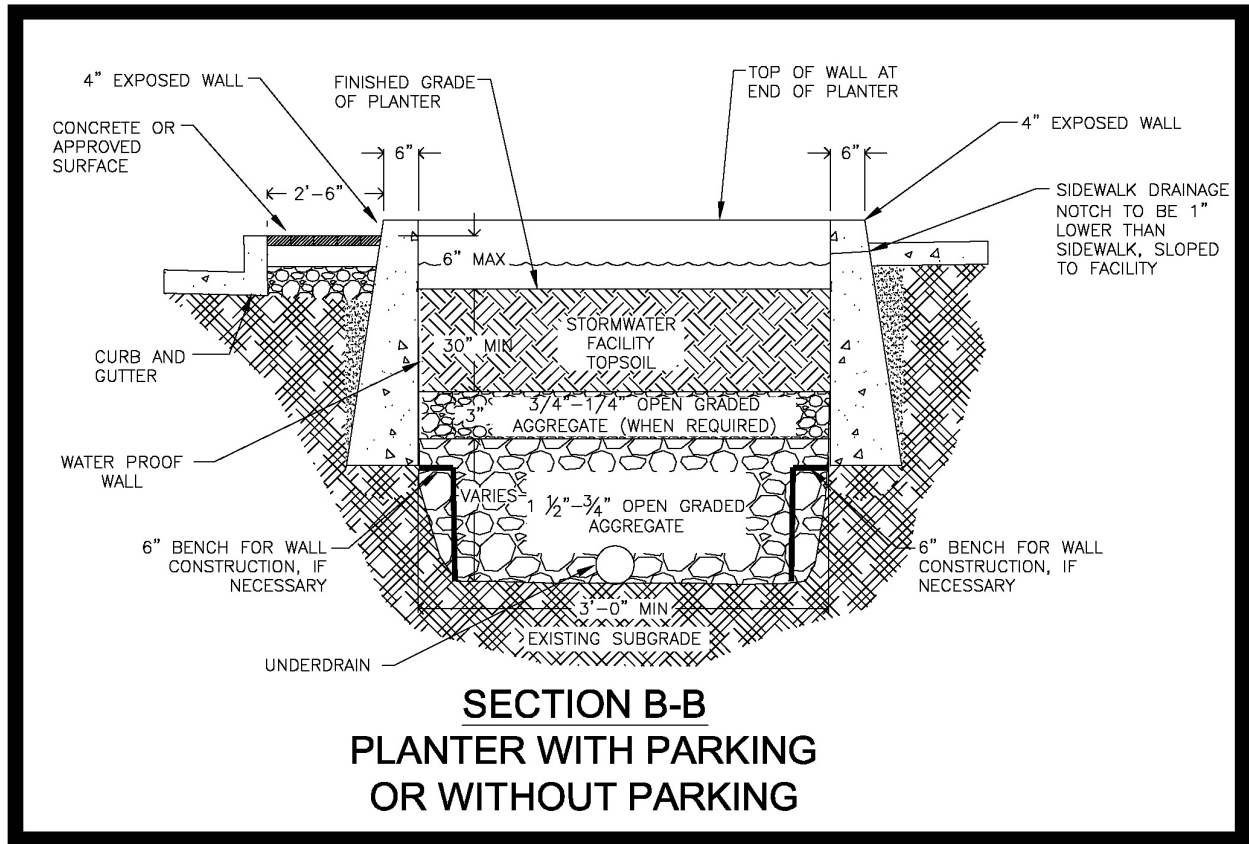 4" EXPOSED WALL
FINISHED GRADE
OF PLANTER
TOP OF WALL AT
END OF PLANTER
4" EXPOSED WALL
CONCRETE OR
APPROVED
SURFACE
6"
6"
2'-6"
SIDEWALK DRAINAGE
NOTCH TO BE 1"
LOWER THAN
SIDEWALK, SLOPED
TO FACILITY
6" MAX
STORMWATER
FACILITY
TOPSOIL
30" MIN
CURB AND
GUTTER
3"
3/4"-1/4" OPEN GRADED
AGGREGATE (WHEN REQUIRED)
WATER PROOF
WALL
VARIES
1 ½"-¾" OPEN GRADED
AGGREGATE
6" BENCH FOR WALL
CONSTRUCTION, IF
NECESSARY
6" BENCH FOR WALL
CONSTRUCTION, IF
NECESSARY
3'-0" MIN
EXISTING SUBGRADE
UNDERDRAIN
SECTION B-B
PLANTER WITH PARKING
OR WITHOUT PARKING